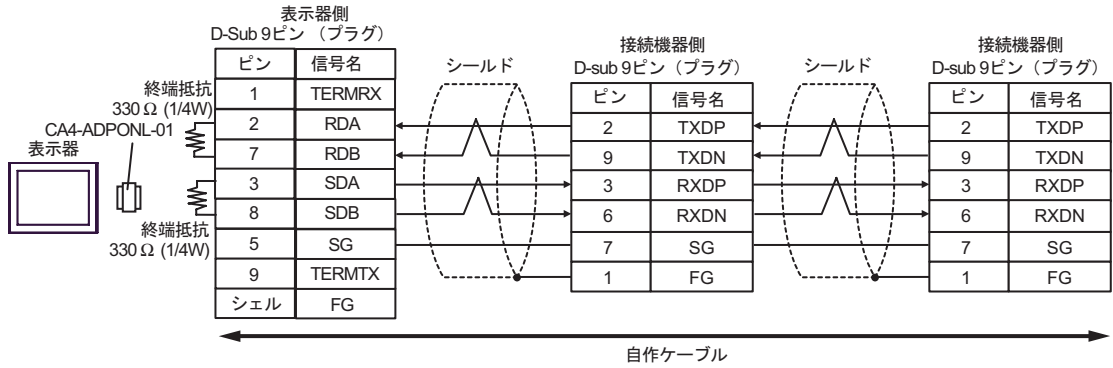 表示器側
D-Sub 9ピン（プラグ）
ピン 信号名
1 TERMRX
2 RDA
7 RDB
3 SDA
8 SDB
5 SG
9 TERMTX
シェル FG
終端抵抗
330 Ω (1/4W)
CA4-ADPONL-01
表示器
終端抵抗
330 Ω (1/4W)
シールド
接続機器側
D-sub 9ピン（プラグ）
ピン 信号名
2 TXDP
9 TXDN
3 RXDP
6 RXDN
7 SG
1 FG
シールド
接続機器側
D-sub 9ピン（プラグ）
ピン 信号名
2 TXDP
9 TXDN
3 RXDP
6 RXDN
7 SG
1 FG
自作ケーブル